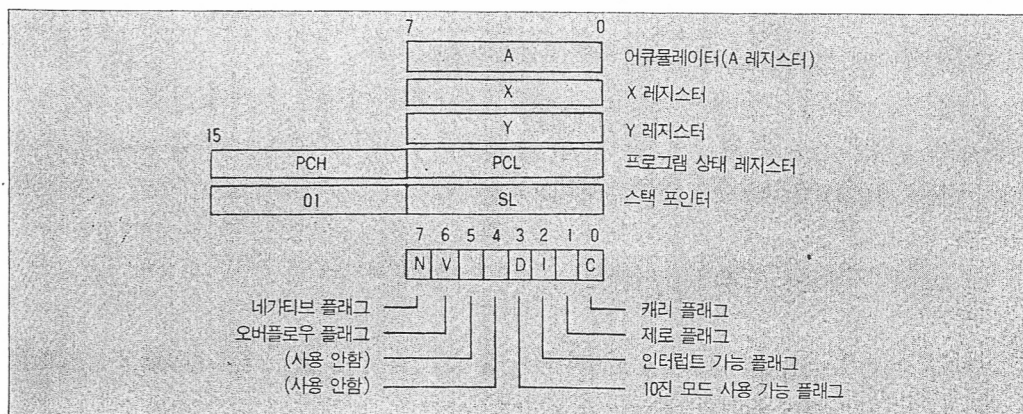 7 0
A 어큐뮬레이터(A 레지스터)
X X 레지스터
Y Y 레지스터
15
PCH PCL 프로그램 상태 레지스터
01 SL 스택 포인터
7 6 5 4 3 2 1 0
N V D I C
네가티브 플래그 캐리 플래그
오버플로우 플래그 제로 플래그
(사용 안함) 인터럽트 가능 플래그
(사용 안함) 10진 모드 사용 가능 플래그